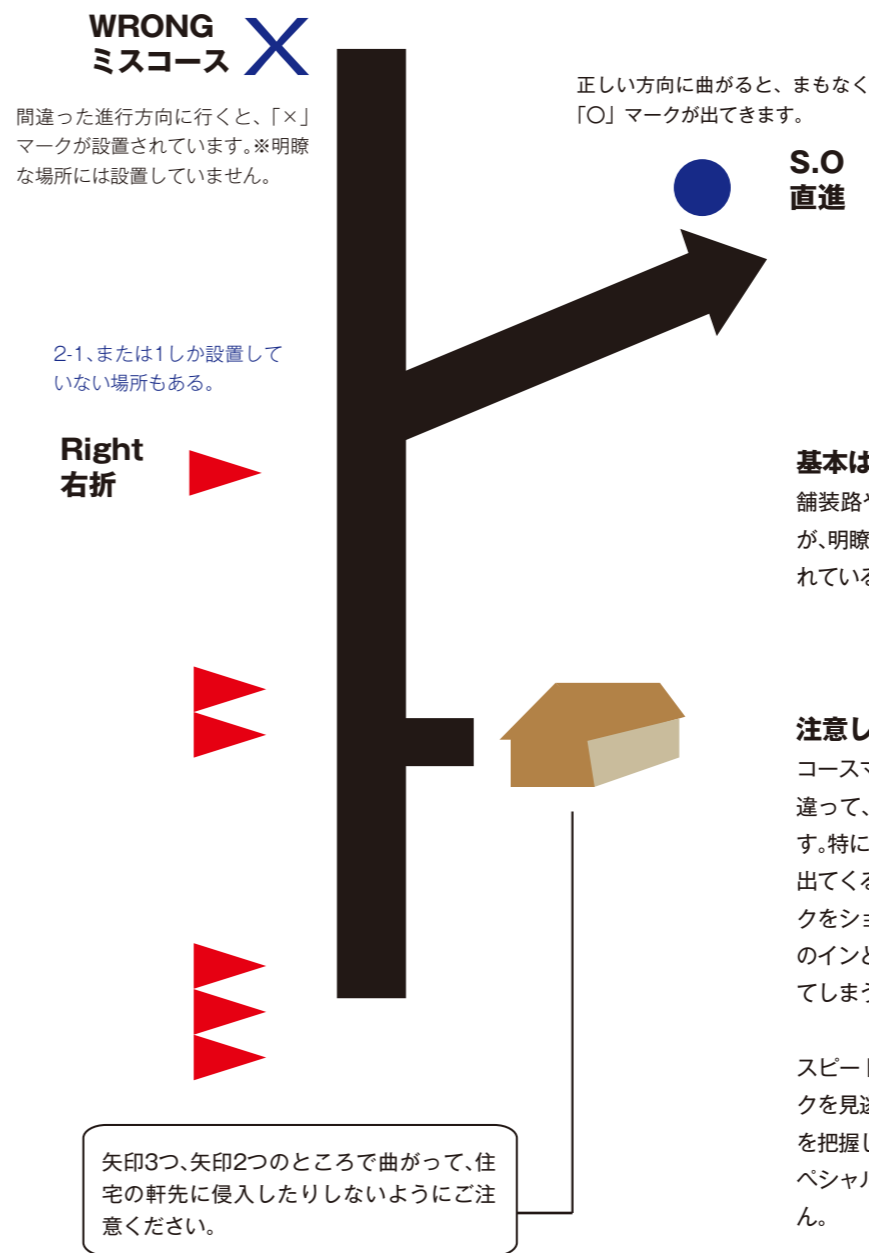 WRONG
ミスコース
間違った進行方向に行くと、「×」
マークが設置されています。※明瞭
な場所には設置していません。
正しい方向に曲がると、まもなく
「〇」マークが出てきます。
S.O
直進
2-1、または1しか設置して
いない場所もある。
Right
右折
基本は
舗装路や
が、明瞭
れている
注意し
コースマ
違って、
す。特に
出てくる
クをショ
のインと
てしまう
スピード
クを見逃
を把握し
ペシャル
ん。
矢印3つ、矢印2つのところで曲がって、住
宅の軒先に侵入したりしないようにご注
意ください。